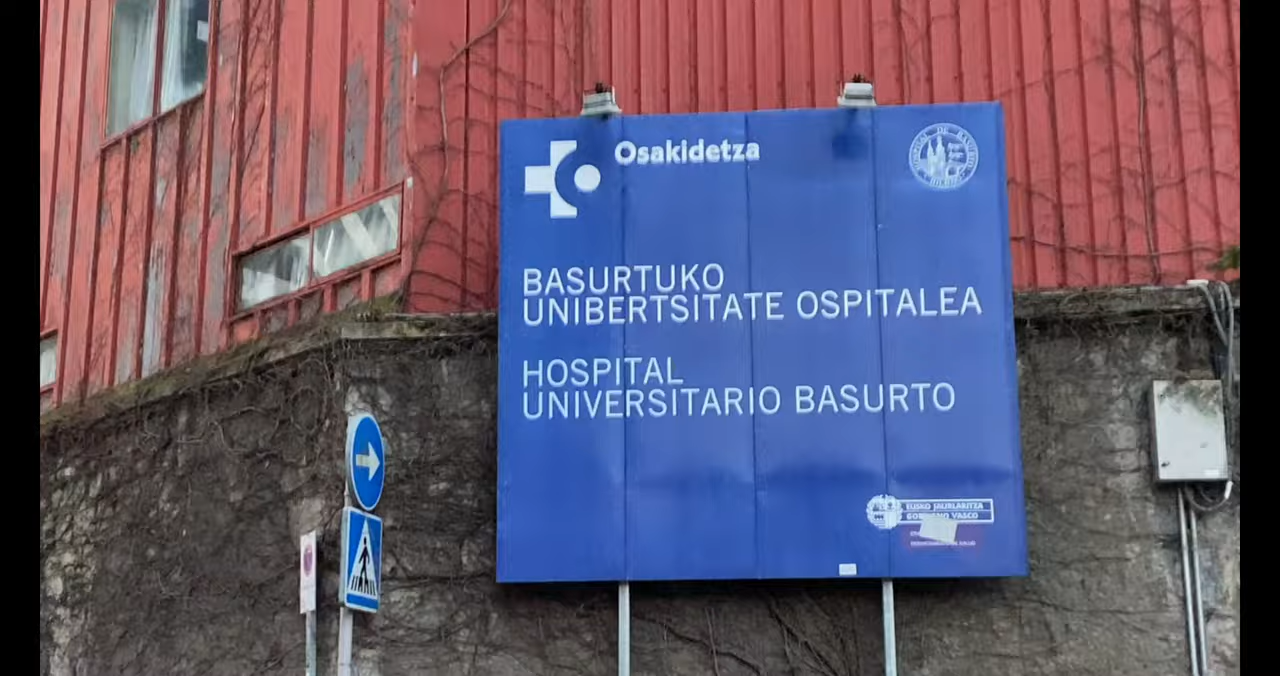 Osakidetza
BASURTUKO
UNIBERTSITATE OSPITALEA
HOSPITAL
UNIVERSITARIO BASURTO
EUSKO JAURLARITZA
GOBIERNO VASCO